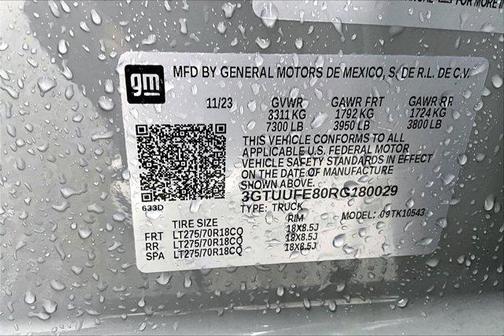 gm
MFD BY GENERAL MOTORS DE MEXICO, S. DE R.L. DE C.V.
11/23 GVWR GAWR FRT GAWR RR
3311 KG 1792 KG 1724 KG
7300 LB 3950 LB 3800 LB
THIS VEHICLE CONFORMS TO ALL
APPLICABLE U.S. FEDERAL MOTOR
VEHICLE SAFETY STANDARDS IN EFFECT
ON THE DATE OF MANUFACTURE
SHOWN ABOVE.
3GTUUFE80RG180029
633D TYPE: TRUCK MODEL: 09TK10543
TIRE SIZE RIM
FRT LT275/70R18CQ 18X8.5J
RR LT275/70R18CQ 18X8.5J
SPA LT275/70R18CQ 18X8.5J